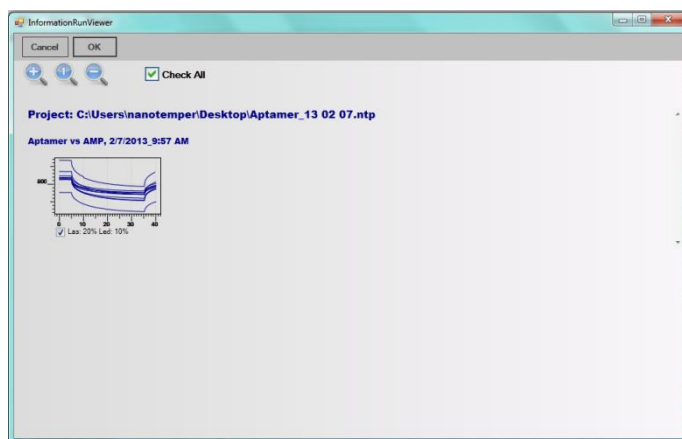 InformationRunViewer
Cancel OK
Check All
Project: C:\Users\nanotemper\Desktop\Aptamer_13 02 07.ntp
Aptamer vs AMP, 2/7/2013_9:57 AM
800
0 10 20 30 40
Las: 20% Led: 10%